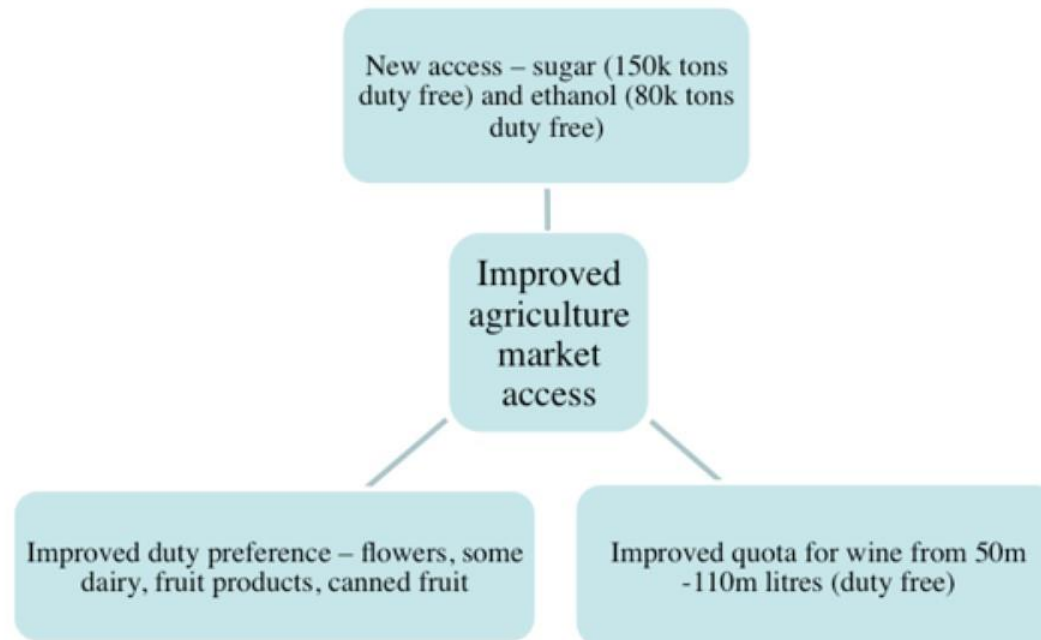 New access – sugar (150k tons
duty free) and ethanol (80k tons
duty free)
Improved
agriculture
market
access
Improved duty preference – flowers, some
dairy, fruit products, canned fruit
Improved quota for wine from 50m
-110m litres (duty free)